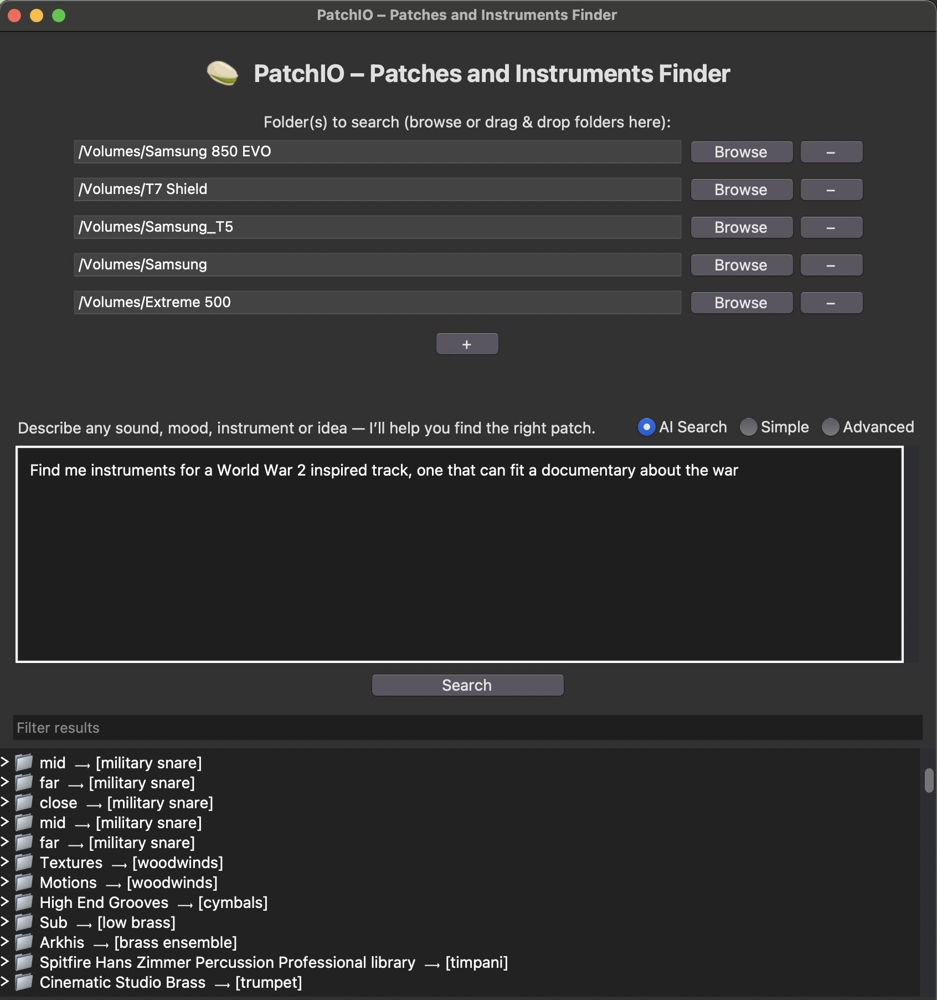 PatchIO – Patches and Instruments Finder
PatchIO – Patches and Instruments Finder
Folder(s) to search (browse or drag & drop folders here):
/Volumes/Samsung 850 EVO Browse –
/Volumes/T7 Shield Browse –
/Volumes/Samsung_T5 Browse –
/Volumes/Samsung Browse –
/Volumes/Extreme 500 Browse –
+
Describe any sound, mood, instrument or idea — I’ll help you find the right patch. AI Search Simple Advanced
Find me instruments for a World War 2 inspired track, one that can fit a documentary about the war
Search
Filter results
> mid → [military snare]
> far → [military snare]
> close → [military snare]
> mid → [military snare]
> far → [military snare]
> Textures → [woodwinds]
> Motions → [woodwinds]
> High End Grooves → [cymbals]
> Sub → [low brass]
> Arkhis → [brass ensemble]
> Spitfire Hans Zimmer Percussion Professional library → [timpani]
> Cinematic Studio Brass → [trumpet]